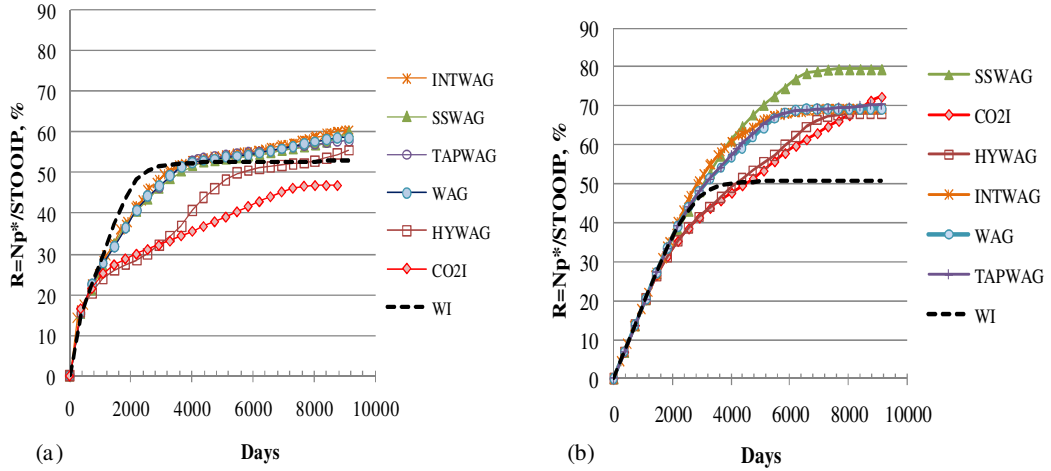 (a)
R=Np*/STOOIP, %
90
80
70
60
50
40
30
20
10
0
0 2000 4000 6000 8000 10000
Days
INTWAG
SSWAG
TAPWAG
WAG
HYWAG
CO2I
WI
(b)
R=Np*/STOOIP, %
90
80
70
60
50
40
30
20
10
0
0 2000 4000 6000 8000 10000
Days
SSWAG
CO2I
HYWAG
INTWAG
WAG
TAPWAG
WI